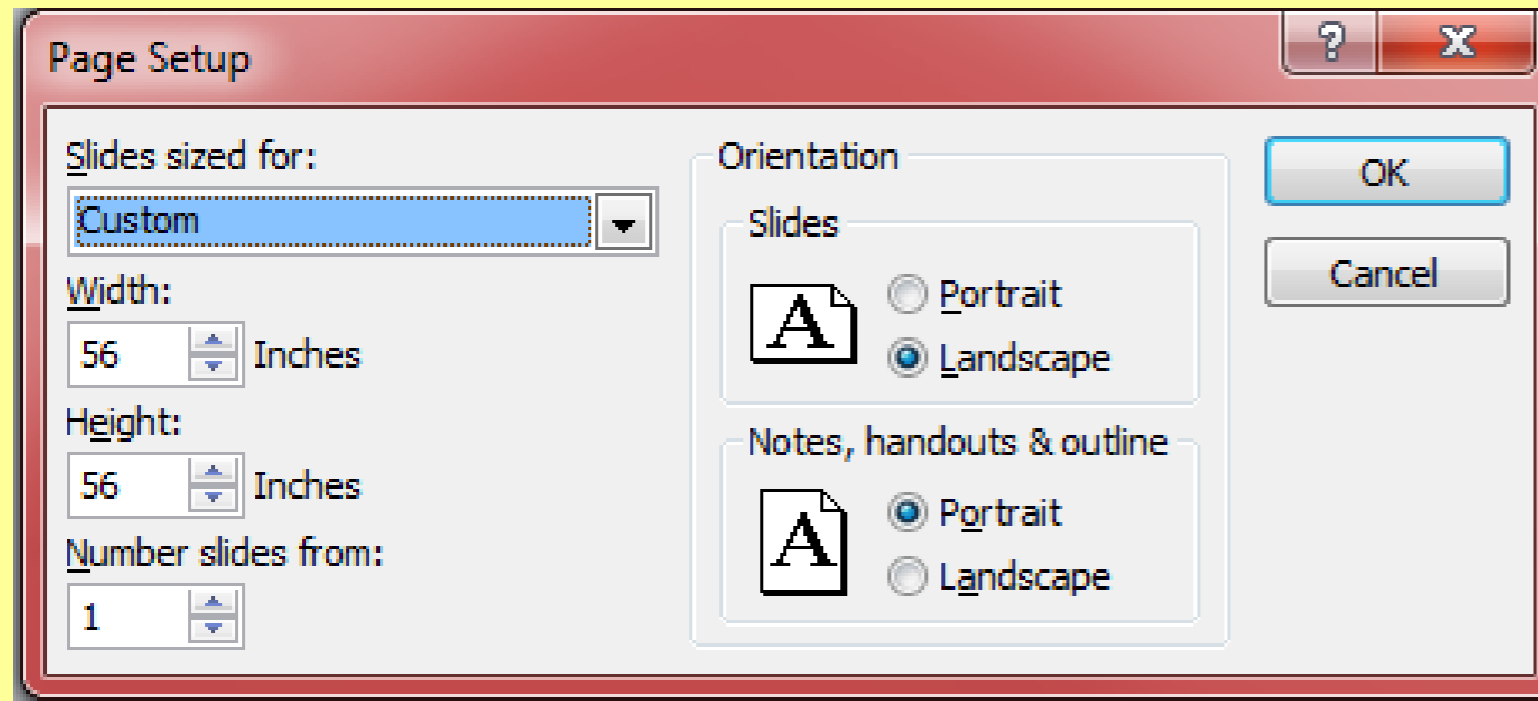 Page Setup
Slides sized for:
Custom
Width:
56 Inches
Height:
56 Inches
Number slides from:
1
Orientation
Slides
A
Portrait
Landscape
Notes, handouts & outline
A
Portrait
Landscape
?
X
OK
Cancel